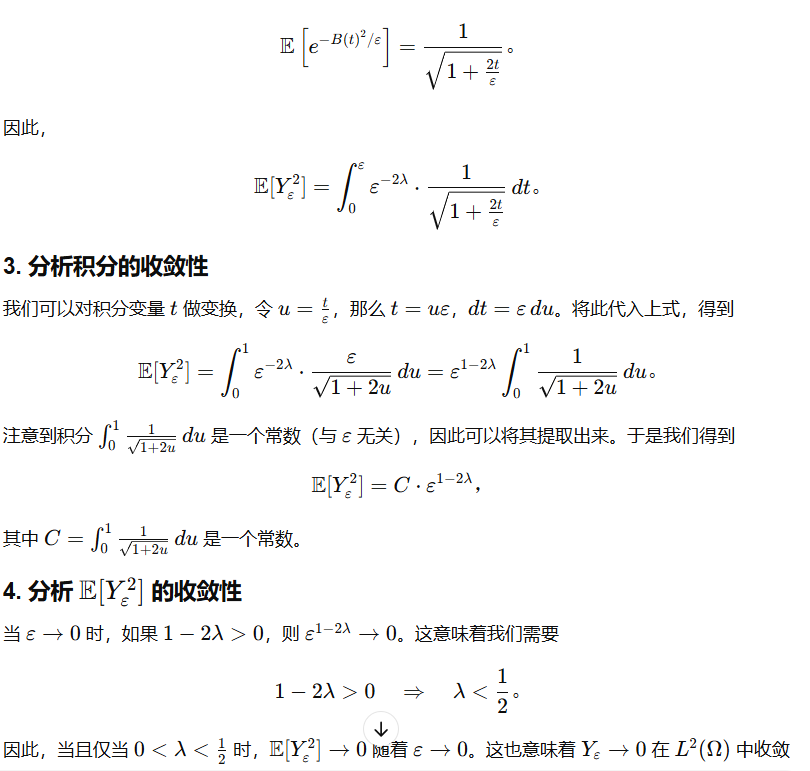 $$\mathbb{E}\left[e^{-B(t)^2/\varepsilon}\right] = \frac{1}{\sqrt{1+\frac{2t}{\varepsilon}}}。$$
因此，
$$\mathbb{E}[Y_\varepsilon^2] = \int_0^\varepsilon \varepsilon^{-2\lambda} \cdot \frac{1}{\sqrt{1+\frac{2t}{\varepsilon}}}\, dt。$$
3. 分析积分的收敛性
我们可以对积分变量 $t$ 做变换，令 $u = \frac{t}{\varepsilon}$，那么 $t = u\varepsilon$，$dt = \varepsilon\, du$。将此代入上式，得到
$$\mathbb{E}[Y_\varepsilon^2] = \int_0^1 \varepsilon^{-2\lambda} \cdot \frac{\varepsilon}{\sqrt{1+2u}}\, du = \varepsilon^{1-2\lambda} \int_0^1 \frac{1}{\sqrt{1+2u}}\, du。$$
注意到积分 $\int_0^1 \frac{1}{\sqrt{1+2u}}\, du$ 是一个常数（与 $\varepsilon$ 无关），因此可以将其提取出来。于是我们得到
$$\mathbb{E}[Y_\varepsilon^2] = C \cdot \varepsilon^{1-2\lambda}，$$
其中 $C = \int_0^1 \frac{1}{\sqrt{1+2u}}\, du$ 是一个常数。
4. 分析 $\mathbb{E}[Y_\varepsilon^2]$ 的收敛性
当 $\varepsilon \to 0$ 时，如果 $1 - 2\lambda > 0$，则 $\varepsilon^{1-2\lambda} \to 0$。这意味着我们需要
$$1 - 2\lambda > 0 \quad \Rightarrow \quad \lambda < \frac{1}{2}。$$
因此，当且仅当 $0 < \lambda < \frac{1}{2}$ 时，$\mathbb{E}[Y_\varepsilon^2] \to 0$ 随着 $\varepsilon \to 0$。这也意味着 $Y_\varepsilon \to 0$ 在 $L^2(\Omega)$ 中收敛